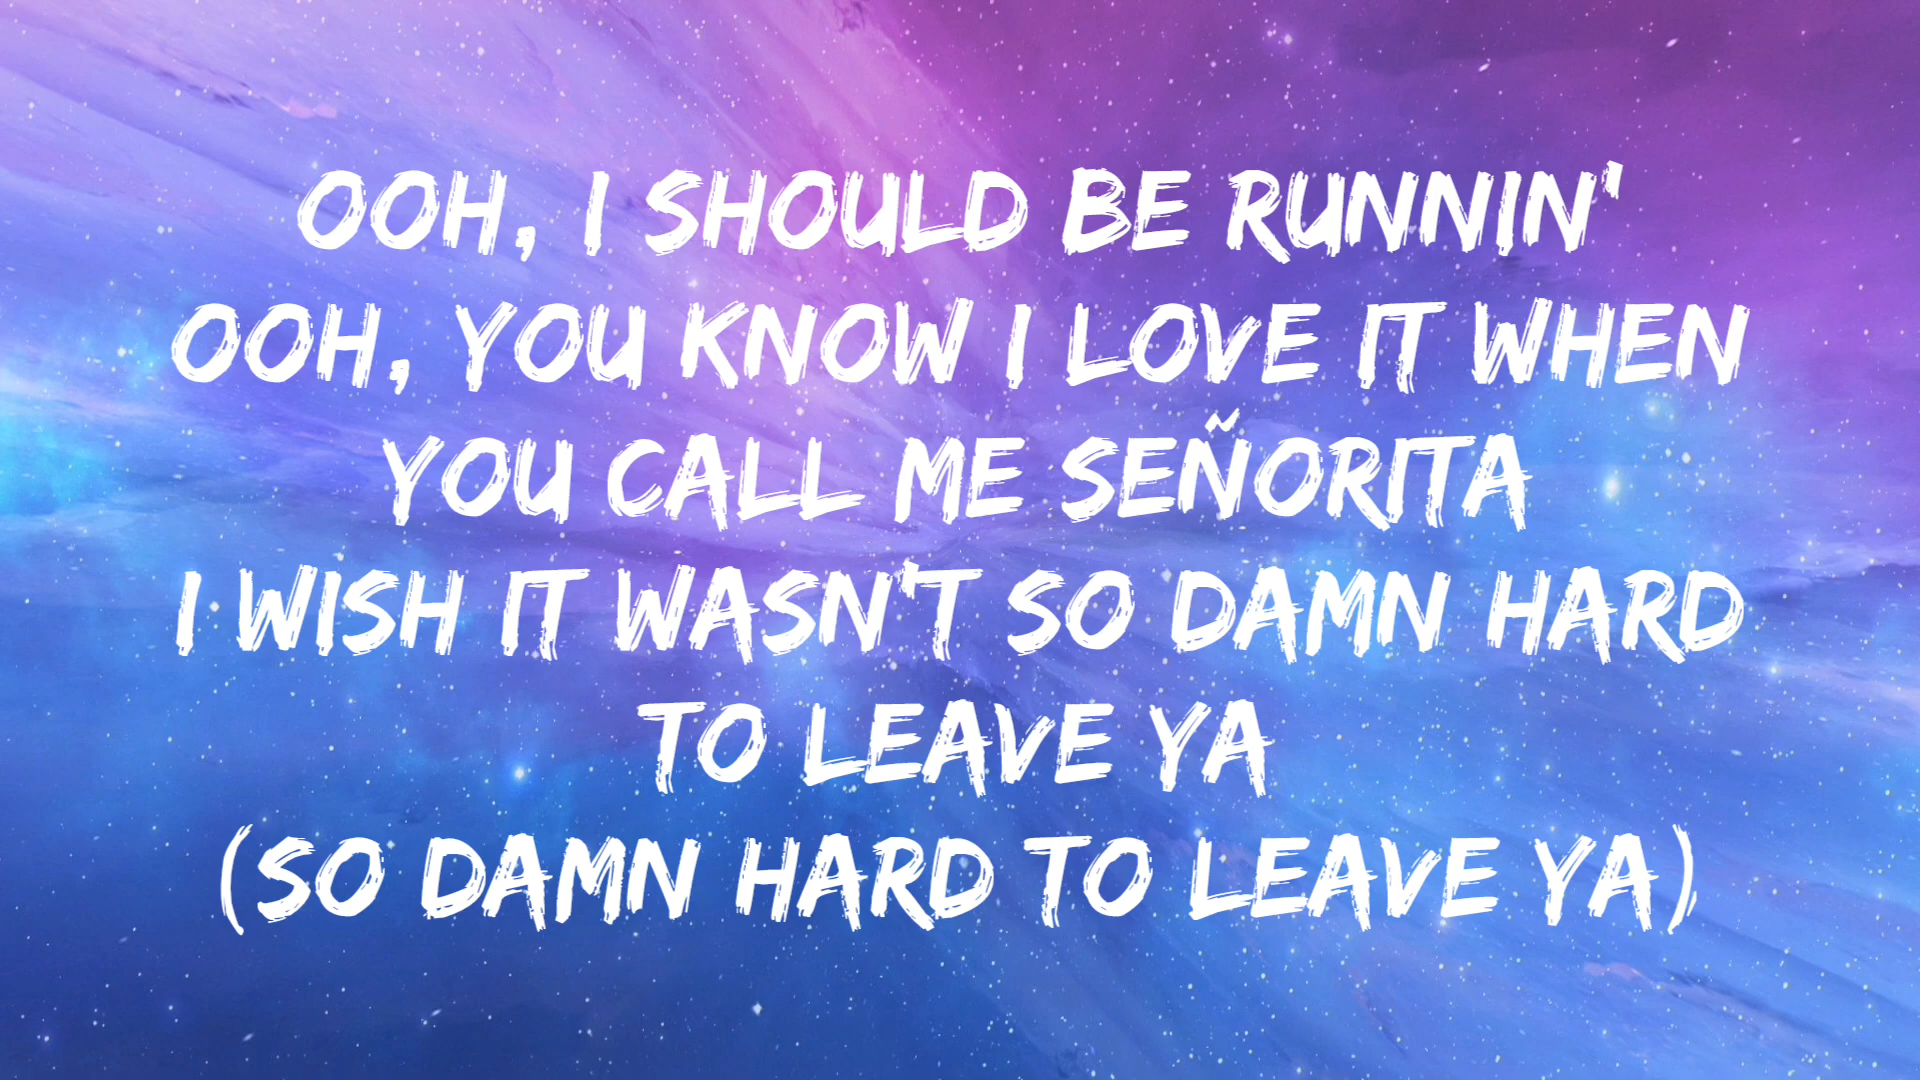 OOH, I SHOULD BE RUNNIN'
OOH, YOU KNOW I LOVE IT WHEN
YOU CALL ME SEÑORITA
I WISH IT WASN'T SO DAMN HARD
TO LEAVE YA
(SO DAMN HARD TO LEAVE YA)